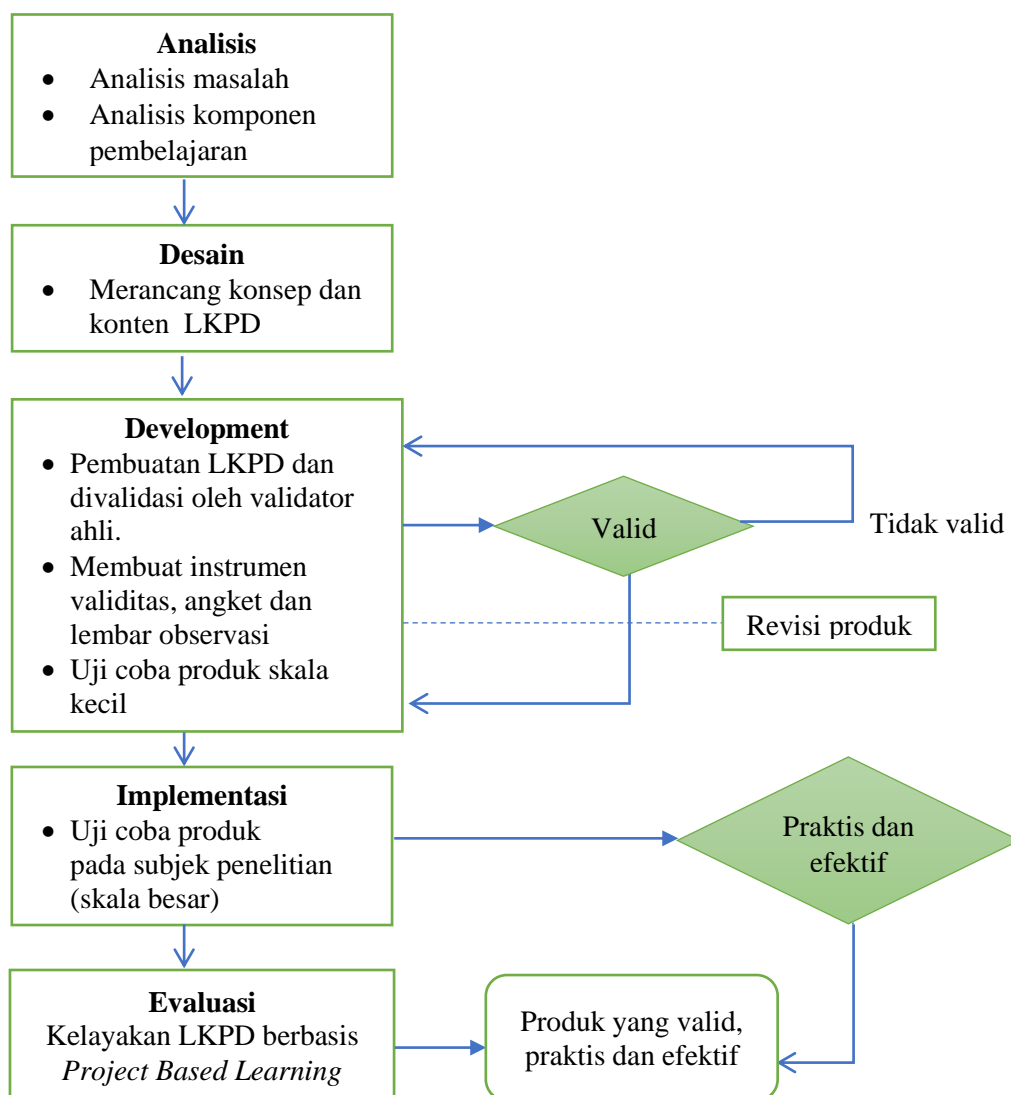 Analisis
• Analisis masalah
• Analisis komponen
pembelajaran
Desain
• Merancang konsep dan
konten LKPD
Development
• Pembuatan LKPD dan
divalidasi oleh validator
ahli.
• Membuat instrumen
validitas, angket dan
lembar observasi
• Uji coba produk skala
kecil
Valid
Tidak valid
Revisi produk
Implementasi
• Uji coba produk
pada subjek penelitian
(skala besar)
Praktis dan
efektif
Evaluasi
Kelayakan LKPD berbasis
Project Based Learning
Produk yang valid,
praktis dan efektif